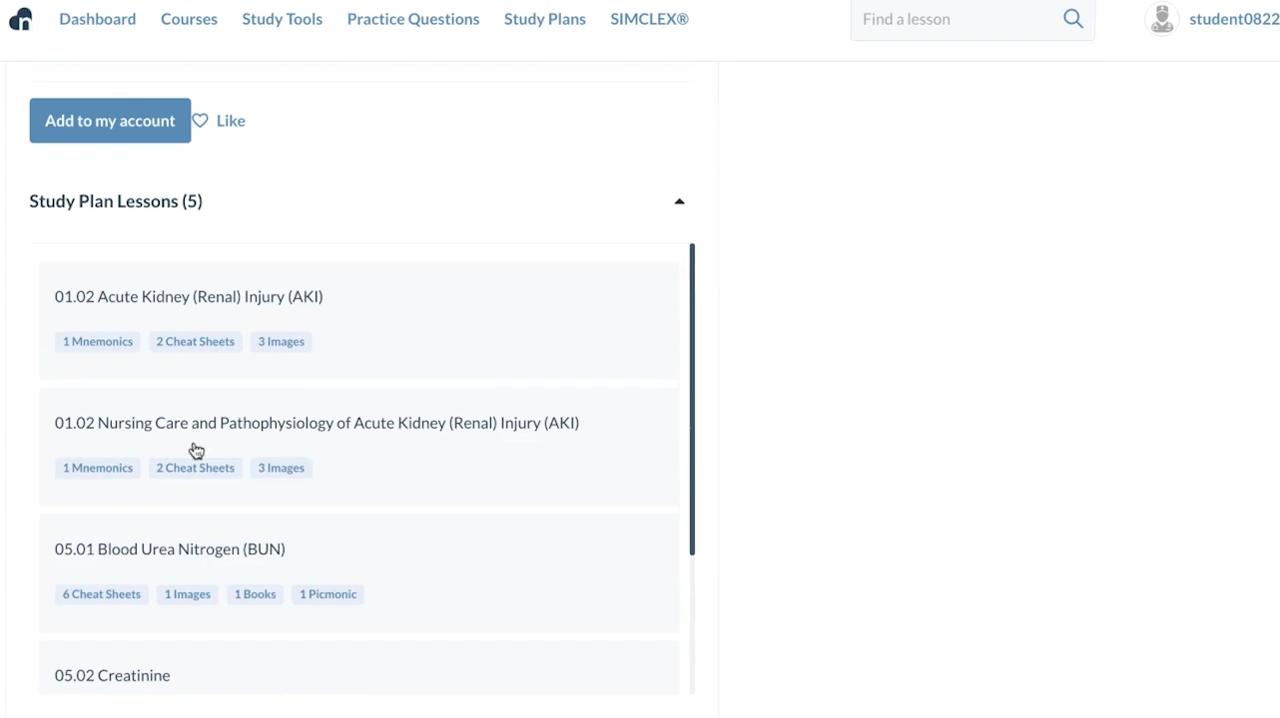 Dashboard Courses Study Tools Practice Questions Study Plans SIMCLEX® Find a lesson student0822
Add to my account Like
Study Plan Lessons (5)
01.02 Acute Kidney (Renal) Injury (AKI)
1 Mnemonics 2 Cheat Sheets 3 Images
01.02 Nursing Care and Pathophysiology of Acute Kidney (Renal) Injury (AKI)
1 Mnemonics 2 Cheat Sheets 3 Images
05.01 Blood Urea Nitrogen (BUN)
6 Cheat Sheets 1 Images 1 Books 1 Picmonic
05.02 Creatinine